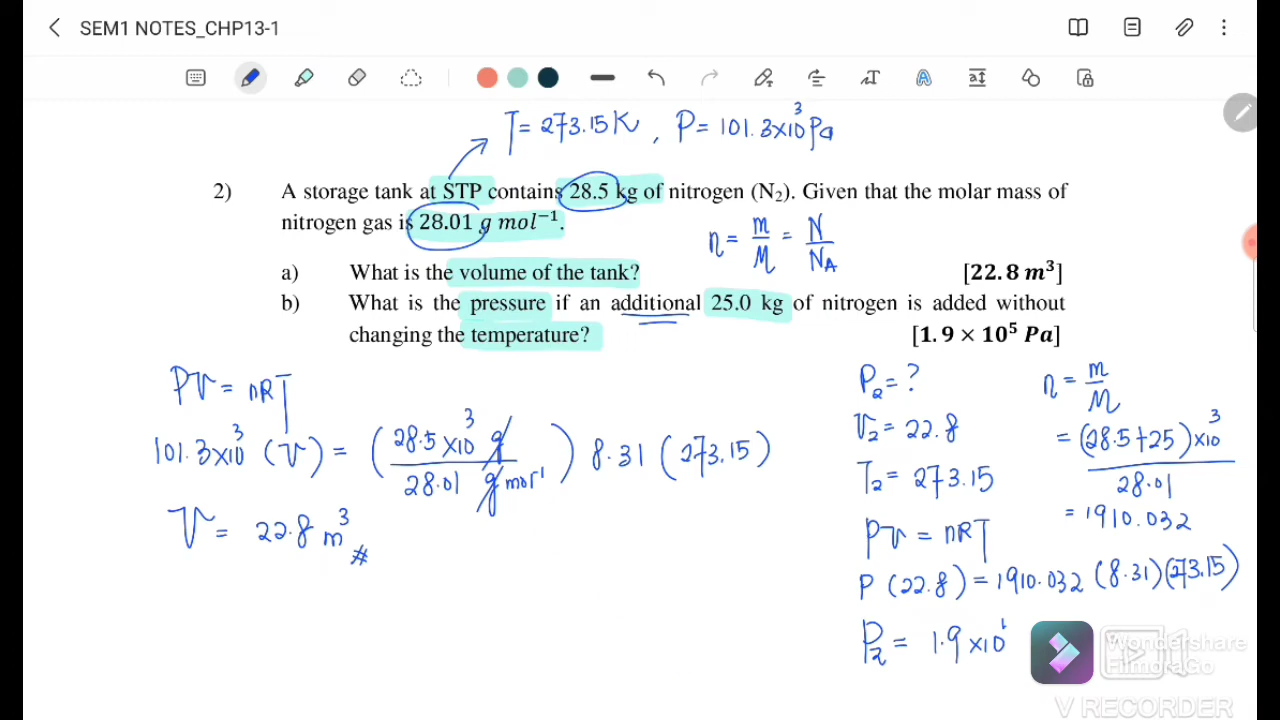 SEM1 NOTES_CHP13-1
T = 273.15 K , P = 101.3×10³ Pa
2) A storage tank at STP contains 28.5 kg of nitrogen (N₂). Given that the molar mass of
nitrogen gas is 28.01 g mol⁻¹.
n = m/M = N/NA
a) What is the volume of the tank? [22.8 m³]
b) What is the pressure if an additional 25.0 kg of nitrogen is added without
changing the temperature? [1.9 × 10⁵ Pa]
PV = nRT
101.3×10³ (V) = (28.5×10³ g / 28.01 g mol⁻¹) 8.31 (273.15)
V = 22.8 m³ #
P₂ = ?
V₂ = 22.8
T₂ = 273.15
n = m/M
= (28.5+25)×10³ / 28.01
= 1910.032
PV = nRT
P (22.8) = 1910.032 (8.31)(273.15)
P₂ = 1.9×10
Wondershare
FilmoraGo
V RECORDER